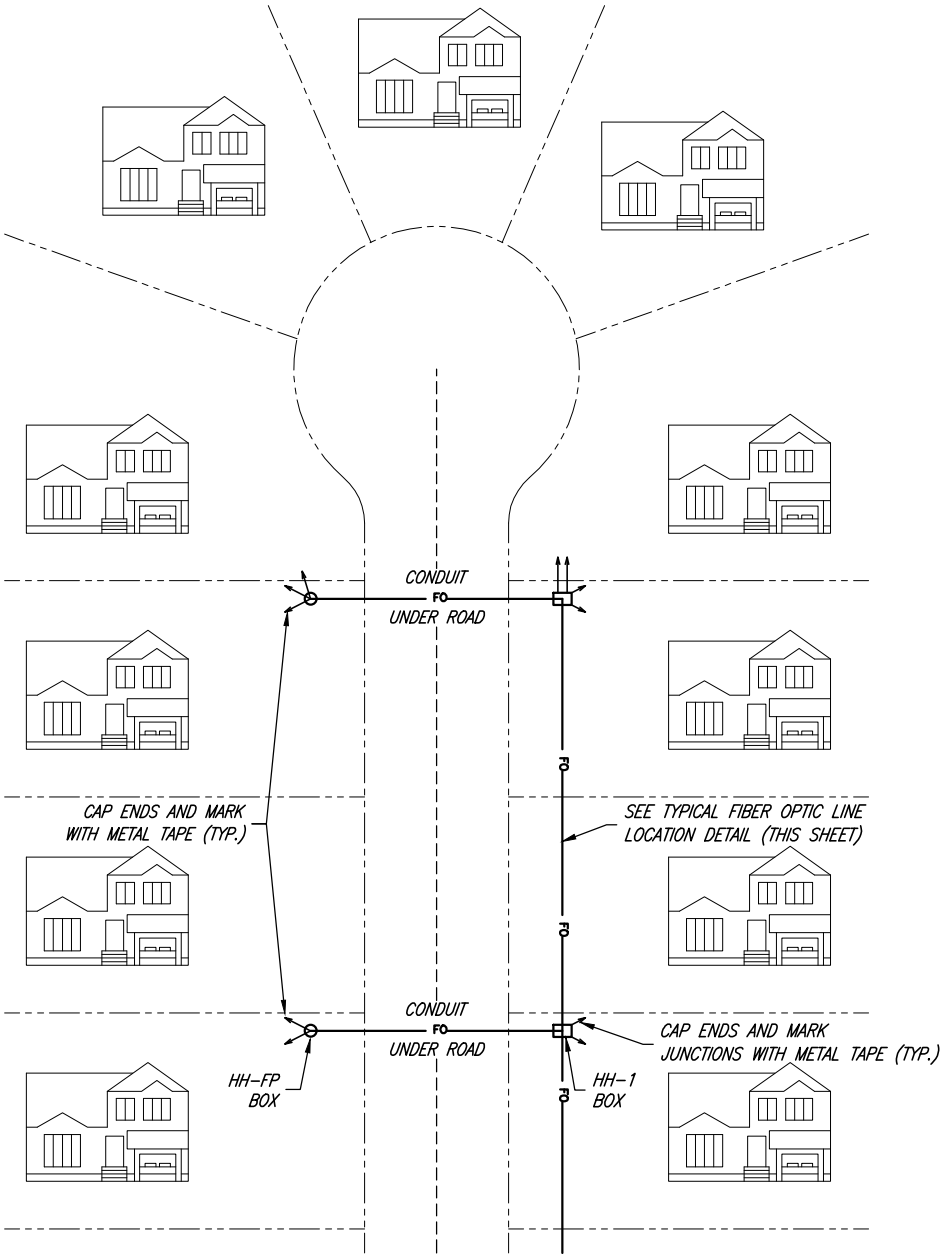 CONDUIT
FO
UNDER ROAD
FO
CAP ENDS AND MARK
WITH METAL TAPE (TYP.)
SEE TYPICAL FIBER OPTIC LINE
LOCATION DETAIL (THIS SHEET)
FO
CONDUIT
FO
UNDER ROAD
CAP ENDS AND MARK
JUNCTIONS WITH METAL TAPE (TYP.)
HH-FP
BOX
HH-1
BOX
FO